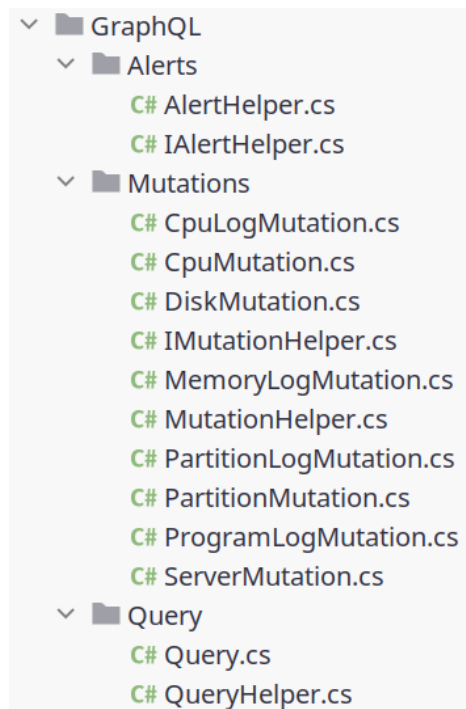 GraphQL
Alerts
C# AlertHelper.cs
C# IAlertHelper.cs
Mutations
C# CpuLogMutation.cs
C# CpuMutation.cs
C# DiskMutation.cs
C# IMutationHelper.cs
C# MemoryLogMutation.cs
C# MutationHelper.cs
C# PartitionLogMutation.cs
C# PartitionMutation.cs
C# ProgramLogMutation.cs
C# ServerMutation.cs
Query
C# Query.cs
C# QueryHelper.cs